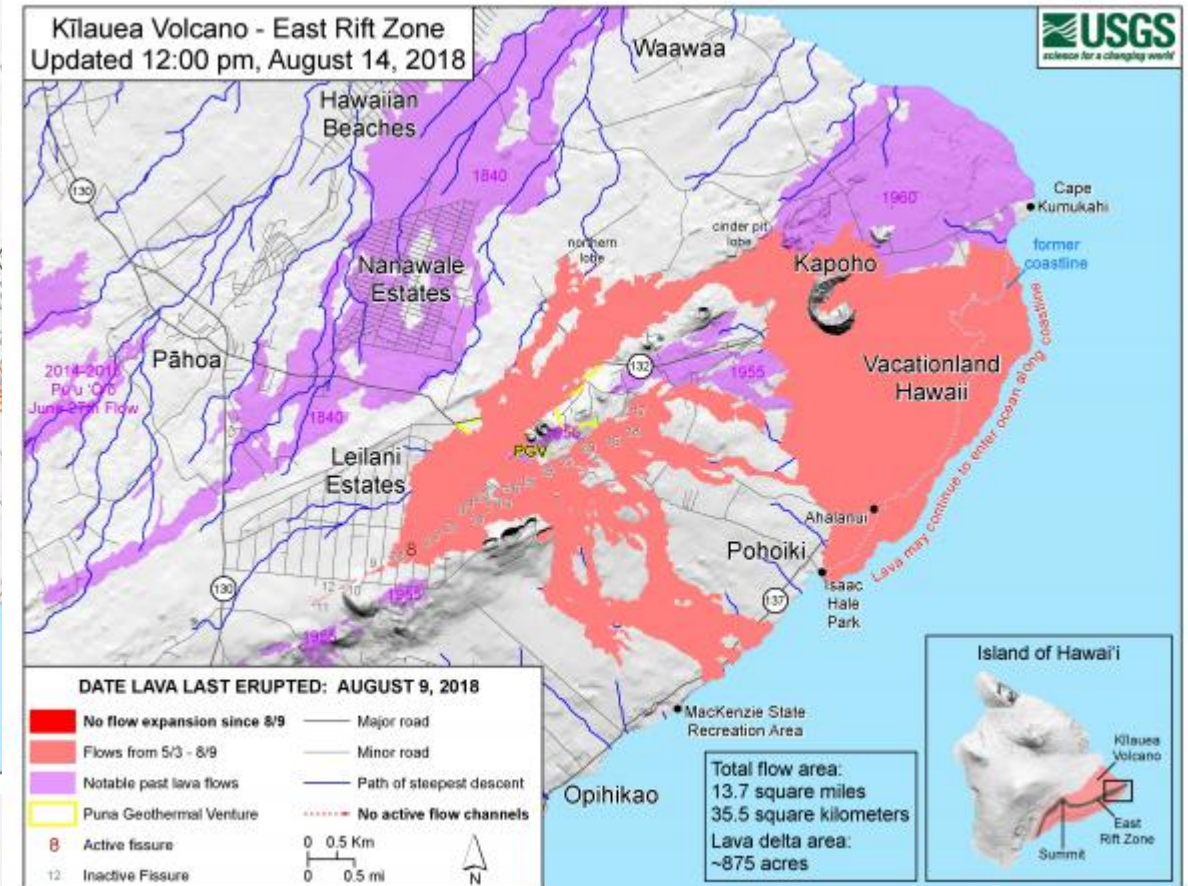 Kīlauea Volcano - East Rift Zone
Updated 12:00 pm, August 14, 2018
USGS
science for a changing world
Waawaa
Hawaiian
Beaches
1840
1960
130
Cape
Kumukahi
northern
lobe
cinder pit
lobe
former
coastline
Kapoho
Nanawale
Estates
Pāhoa
132
1955
Vacationland
Hawaii
Lava may continue to enter ocean along coastline
Pu'u 'Ō'ō
June 27th Flow
1840
PGV
Leilani
Estates
Ahalanui
8
9
Pohoiki
12
10
11
130
1955
137
Isaac
Hale
Park
1955
MacKenzie State
Recreation Area
Opihikao
DATE LAVA LAST ERUPTED: AUGUST 9, 2018
No flow expansion since 8/9
Flows from 5/3 - 8/9
Notable past lava flows
Puna Geothermal Venture
8 Active fissure
12 Inactive Fissure
Major road
Minor road
Path of steepest descent
No active flow channels
0 0.5 Km
0 0.5 mi
N
Total flow area:
13.7 square miles
35.5 square kilometers
Lava delta area:
~875 acres
Island of Hawai'i
Kīlauea
Volcano
East
Rift Zone
Summit